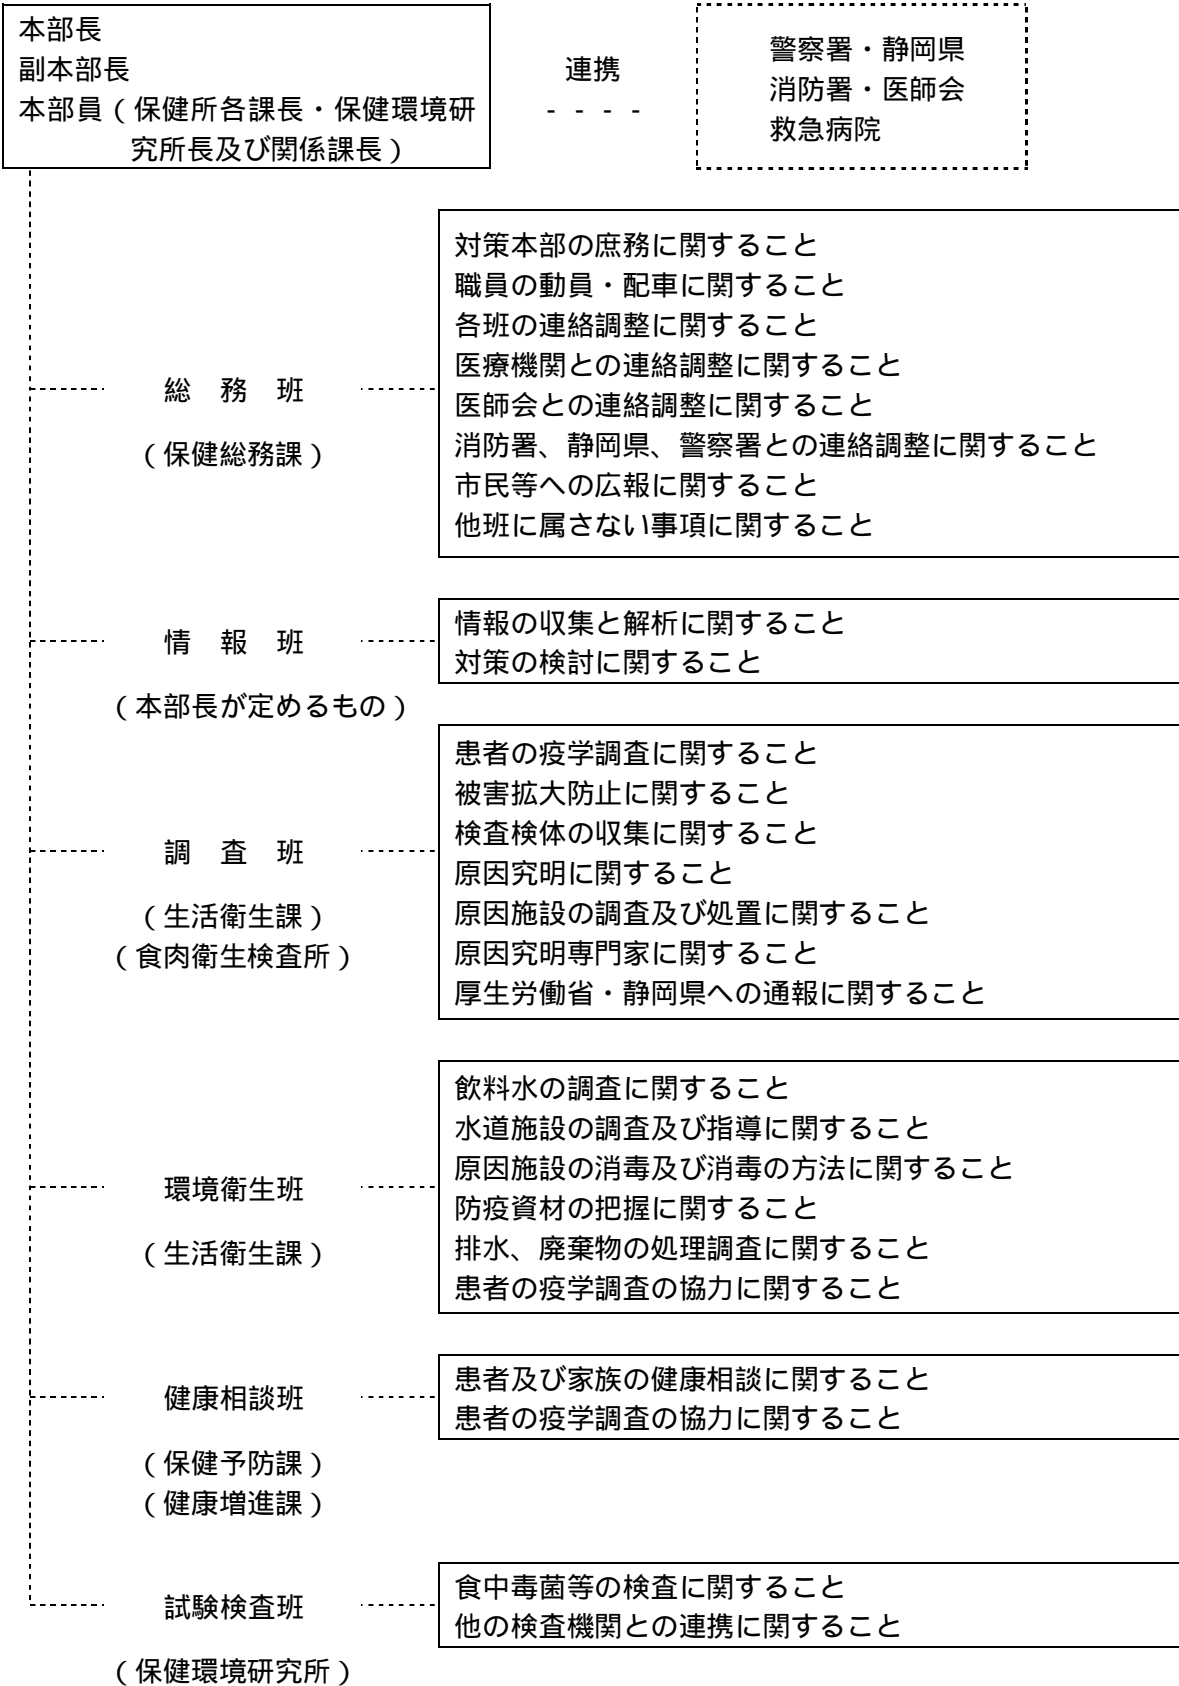 本部長
副本部長
本部員（保健所各課長・保健環境研
究所長及び関係課長）
連携
- - - -
警察署・静岡県
消防署・医師会
救急病院
総　務　班
（保健総務課）
対策本部の庶務に関すること
職員の動員・配車に関すること
各班の連絡調整に関すること
医療機関との連絡調整に関すること
医師会との連絡調整に関すること
消防署、静岡県、警察署との連絡調整に関すること
市民等への広報に関すること
他班に属さない事項に関すること
情　報　班
（本部長が定めるもの）
情報の収集と解析に関すること
対策の検討に関すること
調　査　班
（生活衛生課）
（食肉衛生検査所）
患者の疫学調査に関すること
被害拡大防止に関すること
検査検体の収集に関すること
原因究明に関すること
原因施設の調査及び処置に関すること
原因究明専門家に関すること
厚生労働省・静岡県への通報に関すること
環境衛生班
（生活衛生課）
飲料水の調査に関すること
水道施設の調査及び指導に関すること
原因施設の消毒及び消毒の方法に関すること
防疫資材の把握に関すること
排水、廃棄物の処理調査に関すること
患者の疫学調査の協力に関すること
健康相談班
（保健予防課）
（健康増進課）
患者及び家族の健康相談に関すること
患者の疫学調査の協力に関すること
試験検査班
（保健環境研究所）
食中毒菌等の検査に関すること
他の検査機関との連携に関すること